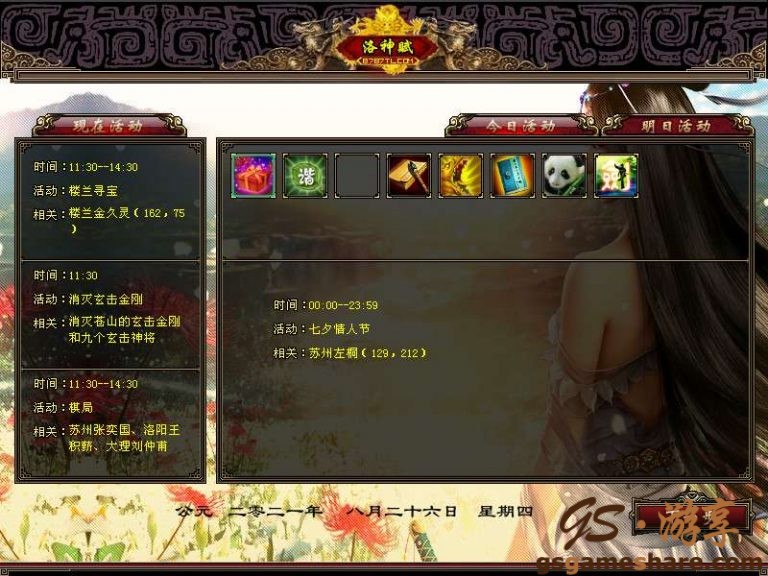 洛神赋
8787TL.COM
现在活动
今日活动
明日活动
时间：11:30--14:30
活动：楼兰寻宝
相关：楼兰金久灵（162，75
）
时间：11:30
活动：消灭玄击金刚
相关：消灭苍山的玄击金刚
和九个玄击神将
时间：11:30--14:30
活动：棋局
相关：苏州张奕国、洛阳王
积薪、大理刘仲甫
谐
时间：00:00--23:59
活动：七夕情人节
相关：苏州左桐（129，212）
公元 二零二一年 八月二十六日 星期四
GS·游
gsgameshare.com